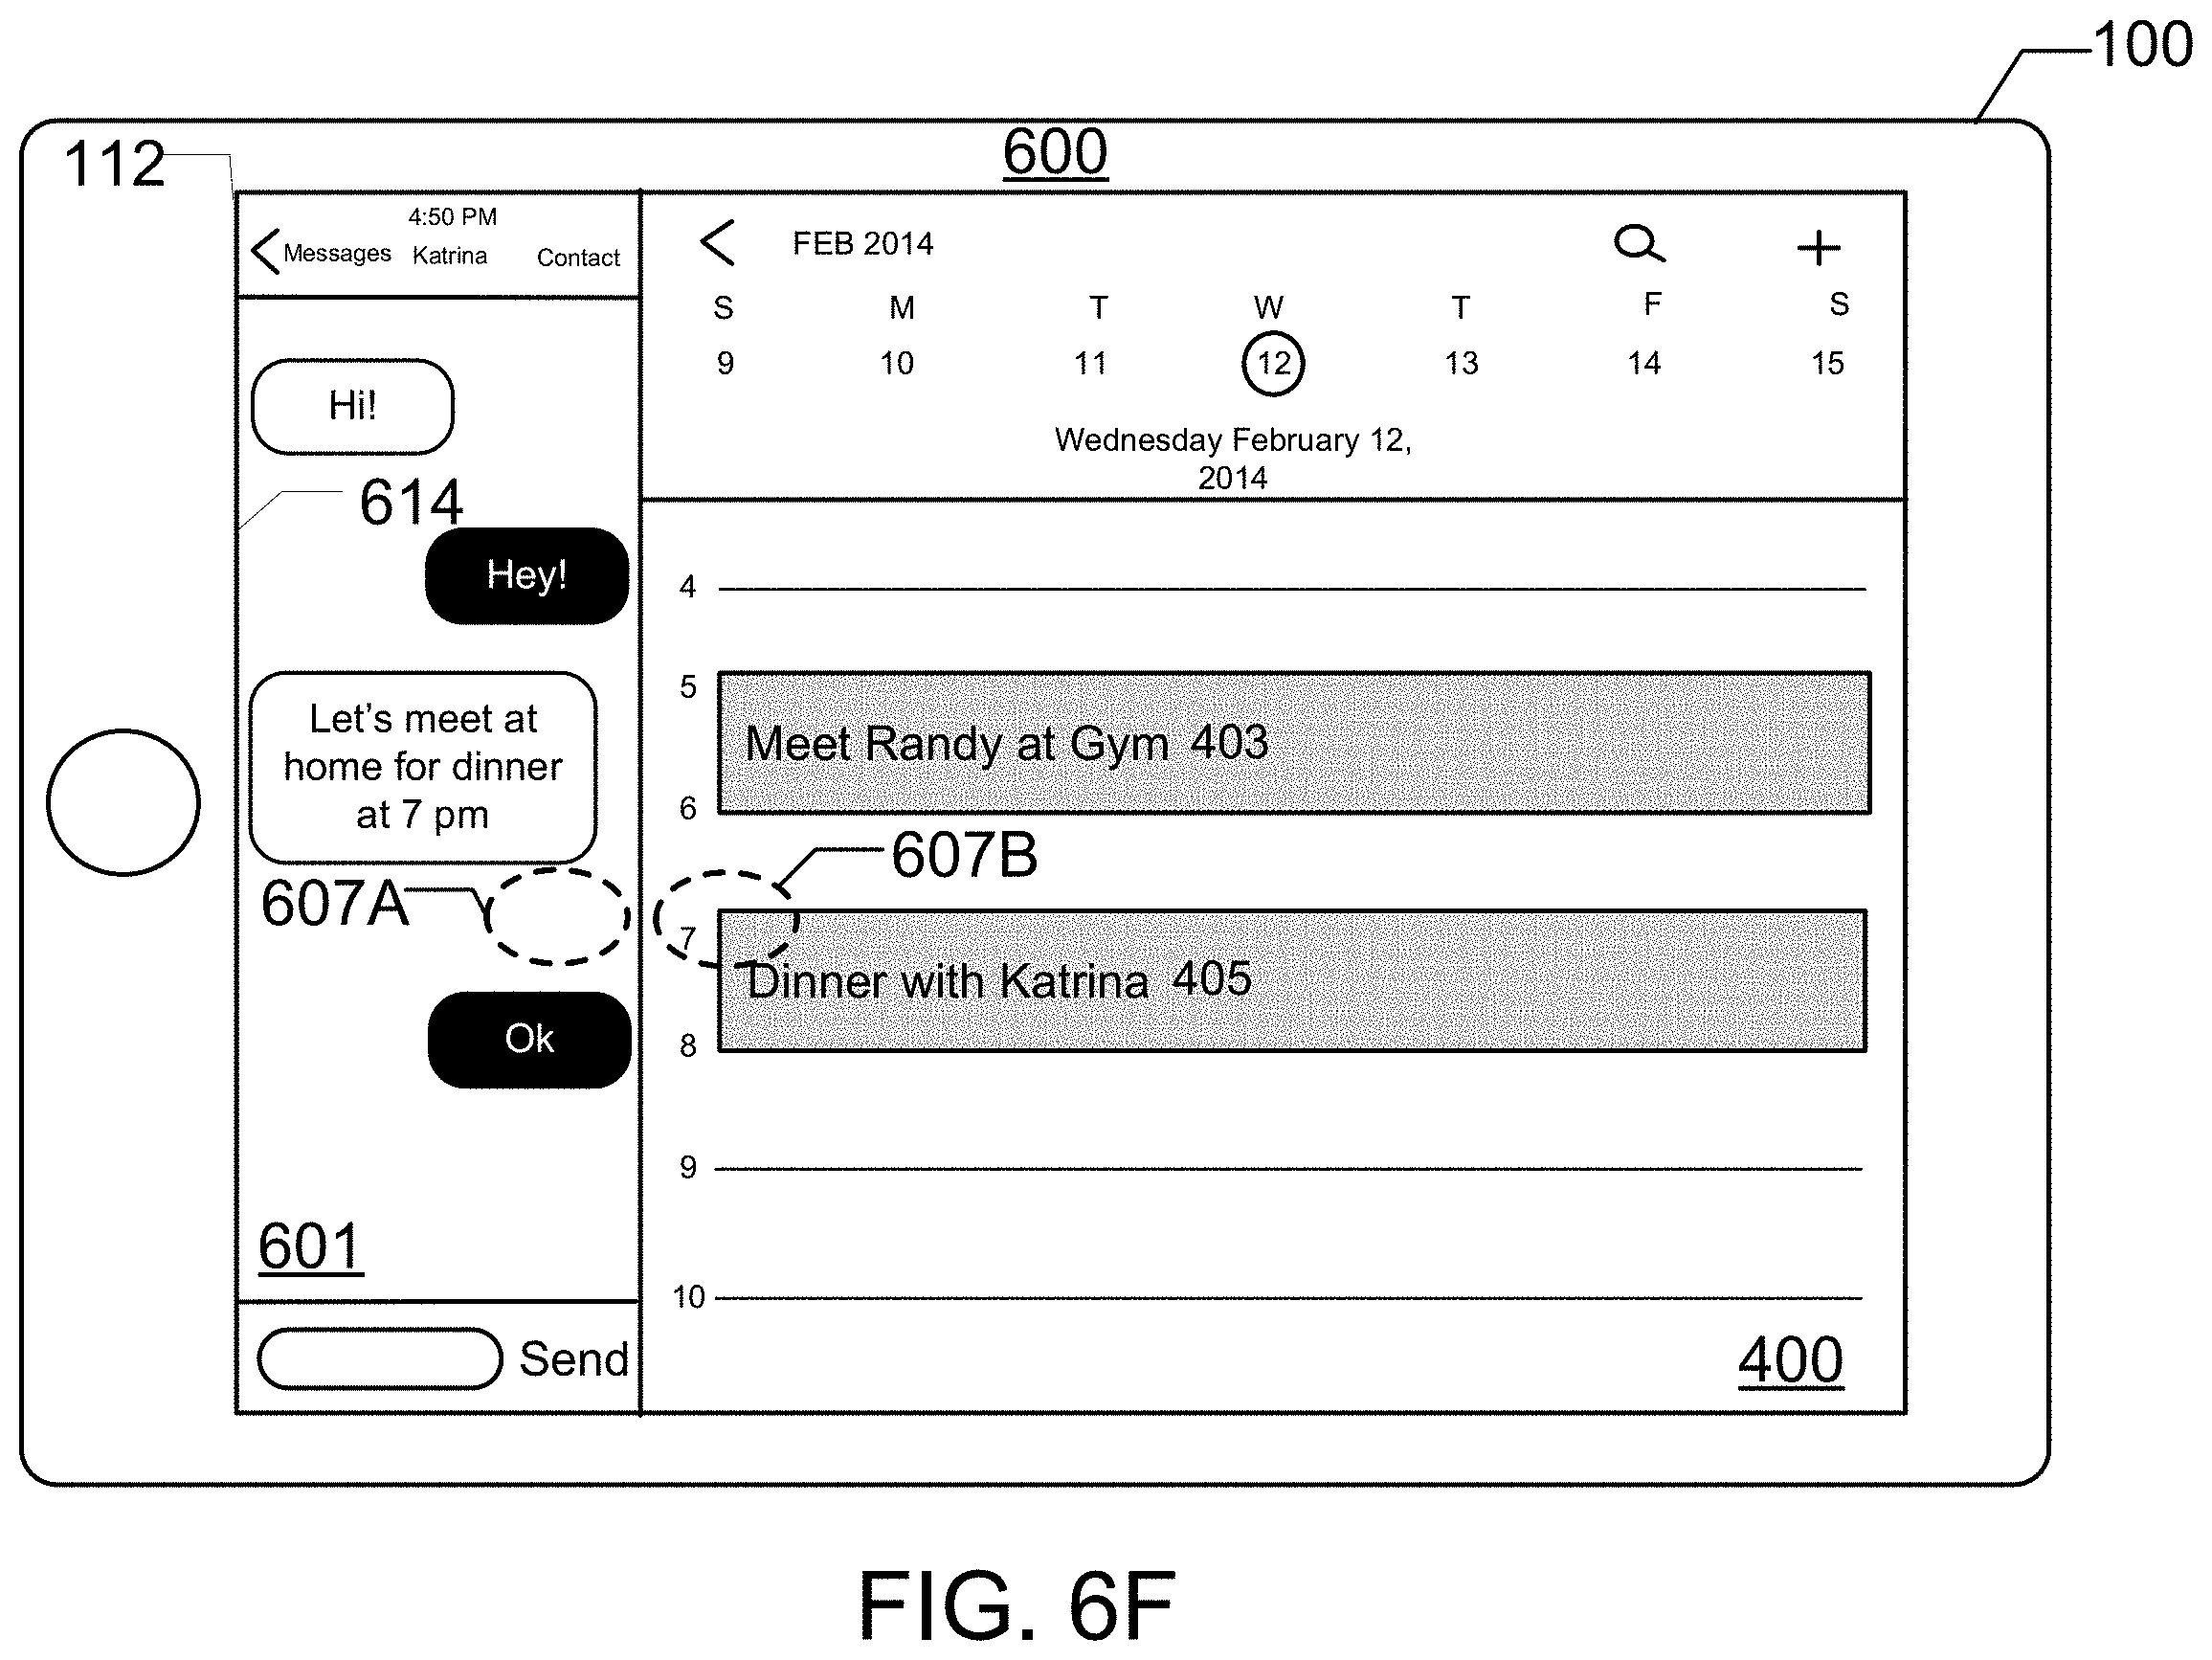 100
600
112
4:50 PM
Messages Katrina Contact
Hi!
614
Hey!
Let's meet at
home for dinner
at 7 pm
607A
Ok
601
Send
FEB 2014
S M T W T F S
9 10 11 12 13 14 15
Wednesday February 12,
2014
4
5
Meet Randy at Gym 403
6
607B
7
Dinner with Katrina 405
8
9
10
400
FIG. 6F